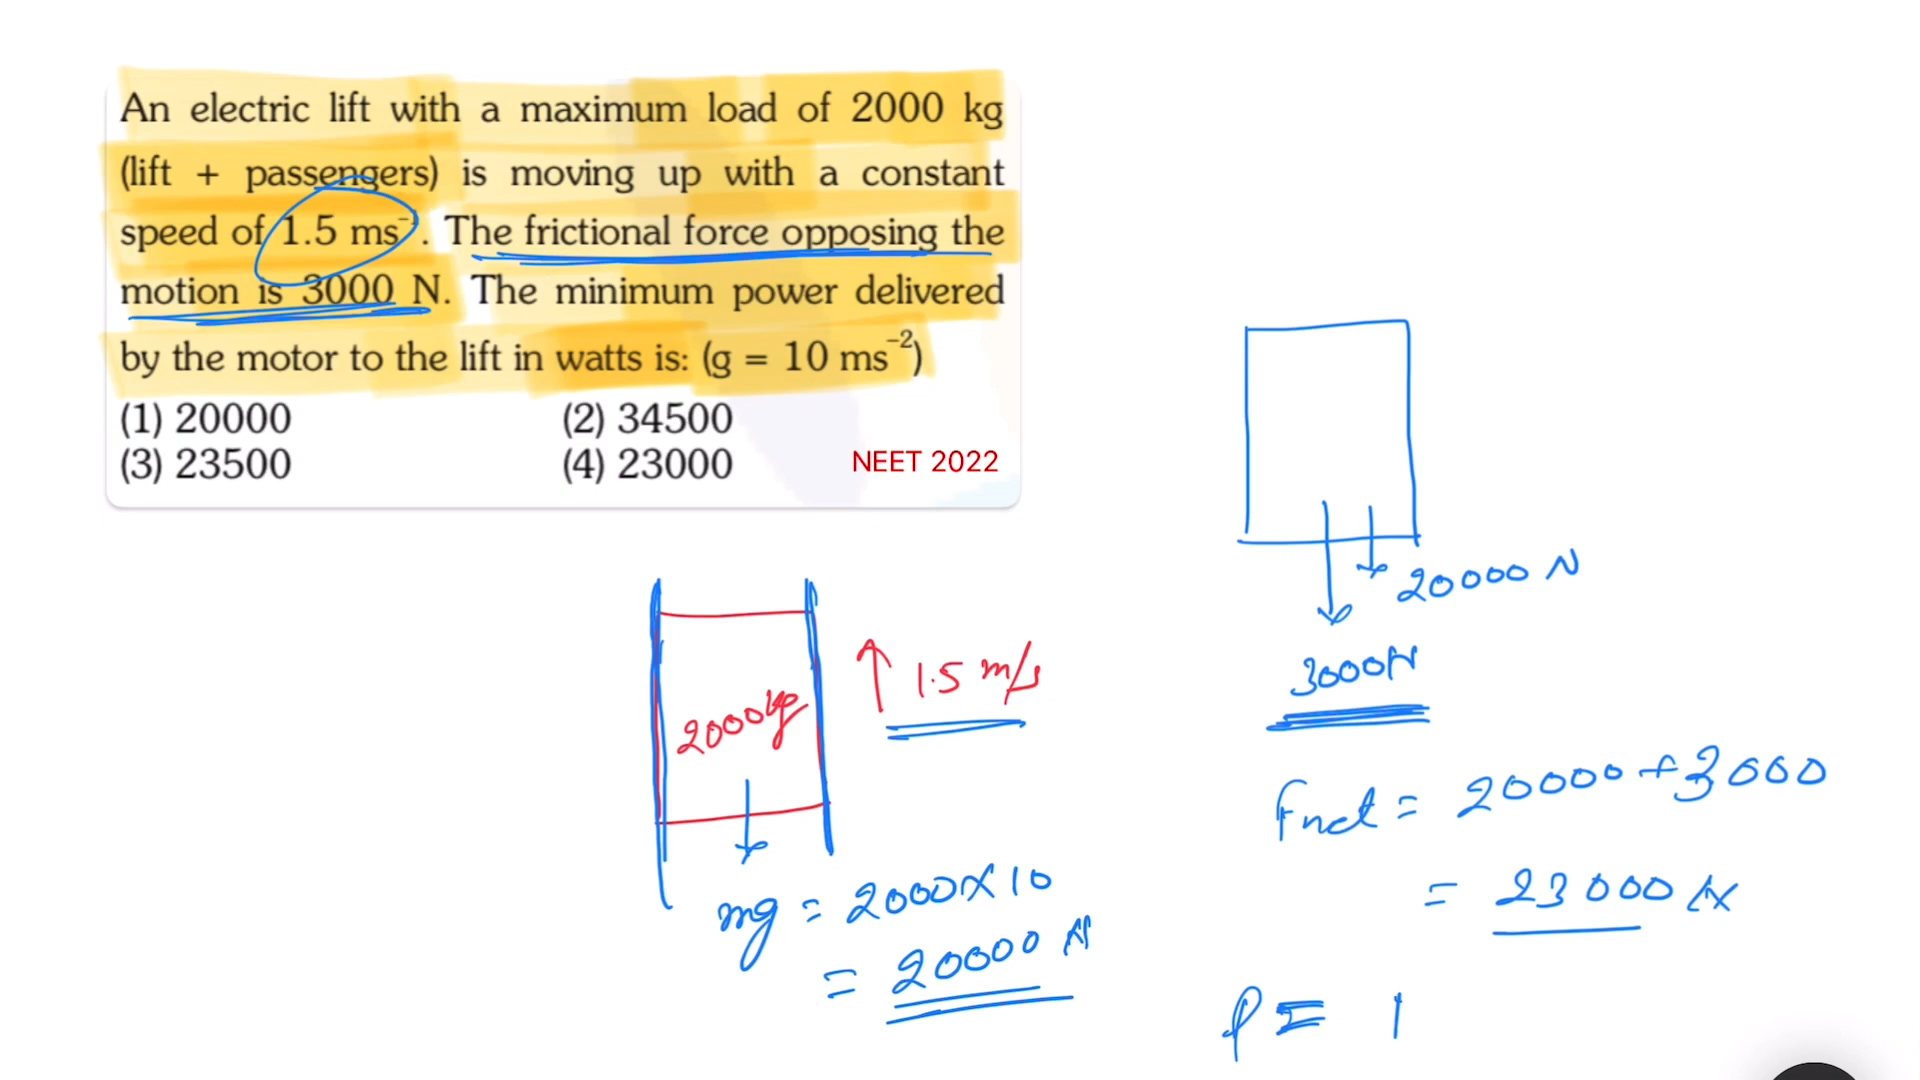 An electric lift with a maximum load of 2000 kg
(lift + passengers) is moving up with a constant
speed of 1.5 ms⁻. The frictional force opposing the
motion is 3000 N. The minimum power delivered
by the motor to the lift in watts is: (g = 10 ms⁻²)
(1) 20000 (2) 34500
(3) 23500 (4) 23000
NEET 2022
2000kg
1.5 m/s
mg = 2000×10
= 20000 N
20000 N
3000N
Fnet = 20000+3000
= 23000 N
P =